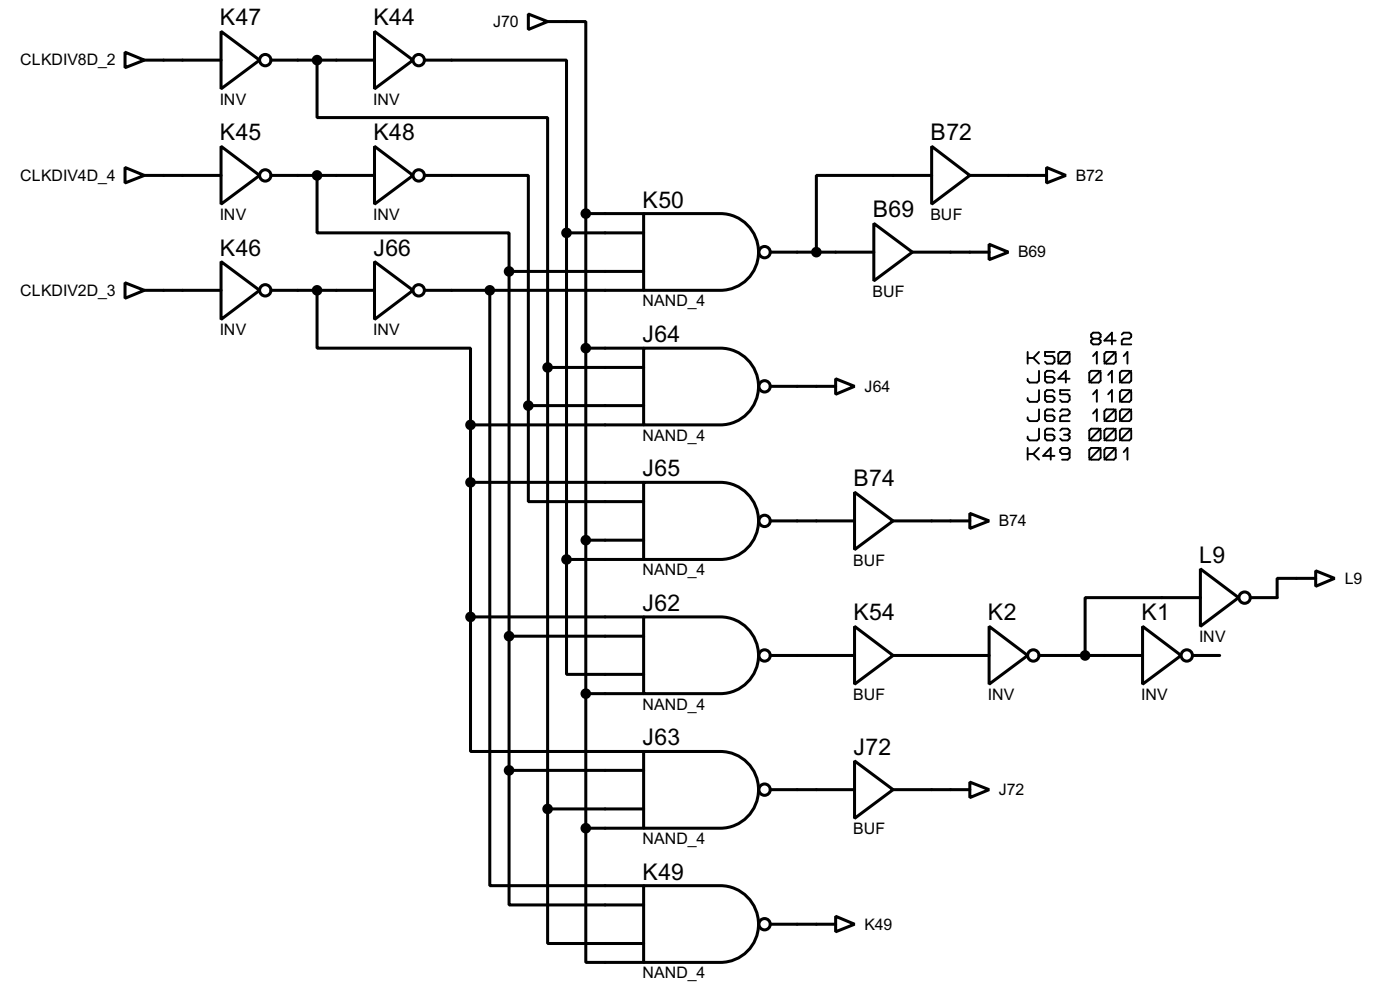 K47
K44
J70
CLKDIV8D_2
INV
INV
K45
K48
B72
CLKDIV4D_4
B72
INV
INV
K50
BUF
B69
K46
J66
B69
CLKDIV2D_3
BUF
NAND_4
INV
INV
J64
842
K50 101
J64 010
J65 110
J62 100
J63 000
K49 001
J64
NAND_4
J65
B74
B74
NAND_4
BUF
L9
L9
J62
K54
K2
K1
INV
NAND_4
BUF
INV
INV
J63
J72
J72
NAND_4
BUF
K49
K49
NAND_4